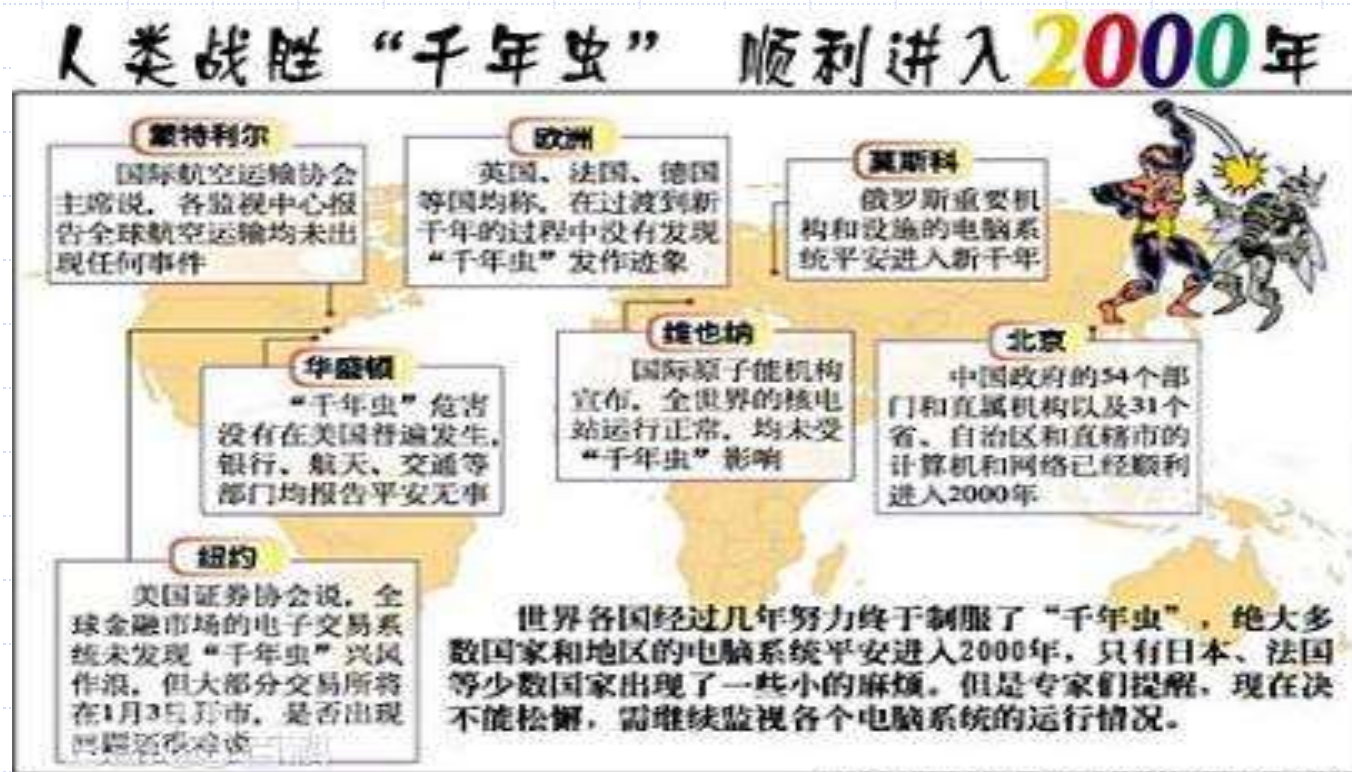 人类战胜“千年虫” 顺利进入2000年
蒙特利尔
国际航空运输协会
主席说，各监视中心报
告全球航空运输均未出
现任何事件
欧洲
英国、法国、德国
等国均称，在过渡到新
千年的过程中没有发现
“千年虫”发作迹象
莫斯科
俄罗斯重要机
构和设施的电脑系
统平安进入新千年
华盛顿
“千年虫”危害
没有在美国普遍发生，
银行、航天、交通等
部门均报告平安无事
维也纳
国际原子能机构
宣布，全世界的核电
站运行正常，均未受
“千年虫”影响
北京
中国政府的54个部
门和直属机构以及31个
省、自治区和直辖市的
计算机和网络已经顺利
进入2000年
纽约
美国证券协会说，全
球金融市场的电子交易系
统未发现“千年虫”兴风
作浪，但大部分交易所将
在1月3日开市，是否出现
问题还很难说
世界各国经过几年努力终于制服了“千年虫”，绝大多
数国家和地区的电脑系统平安进入2000年，只有日本、法国
等少数国家出现了一些小的麻烦。但是专家们提醒，现在决
不能松懈，需继续监视各个电脑系统的运行情况。